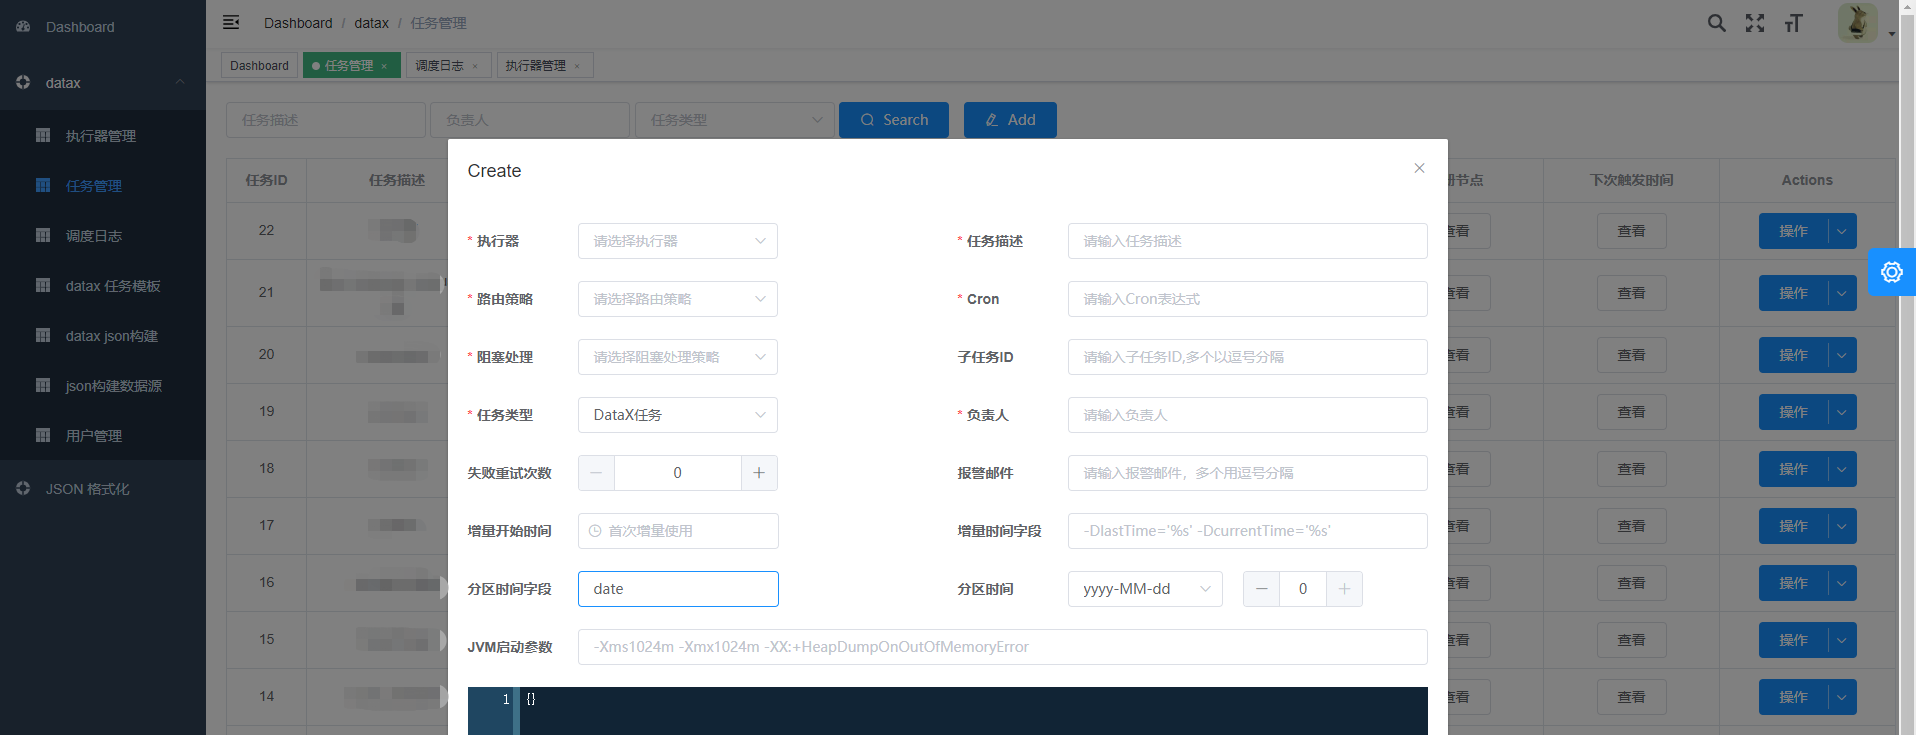 Dashboard
datax
执行器管理
任务管理
调度日志
datax 任务模板
datax json构建
json构建数据源
用户管理
JSON 格式化
Dashboard / datax / 任务管理
Dashboard
任务管理 ×
调度日志 ×
执行器管理 ×
任务描述
负责人
任务类型
Search
Add
任务ID 任务描述 册节点 下次触发时间 Actions
22 查看 查看 操作
21 查看 查看 操作
20 查看 查看 操作
19 查看 查看 操作
18 查看 查看 操作
17 查看 查看 操作
16 查看 查看 操作
15 查看 查看 操作
14 查看 查看 操作
Create
* 执行器 请选择执行器
* 任务描述 请输入任务描述
* 路由策略 请选择路由策略
* Cron 请输入Cron表达式
* 阻塞处理 请选择阻塞处理策略
子任务ID 请输入子任务ID,多个以逗号分隔
* 任务类型 DataX任务
* 负责人 请输入负责人
失败重试次数 0
报警邮件 请输入报警邮件，多个用逗号分隔
增量开始时间 首次增量使用
增量时间字段 -DlastTime='%s' -DcurrentTime='%s'
分区时间字段 date
分区时间 yyyy-MM-dd 0
JVM启动参数 -Xms1024m -Xmx1024m -XX:+HeapDumpOnOutOfMemoryError
1 {}